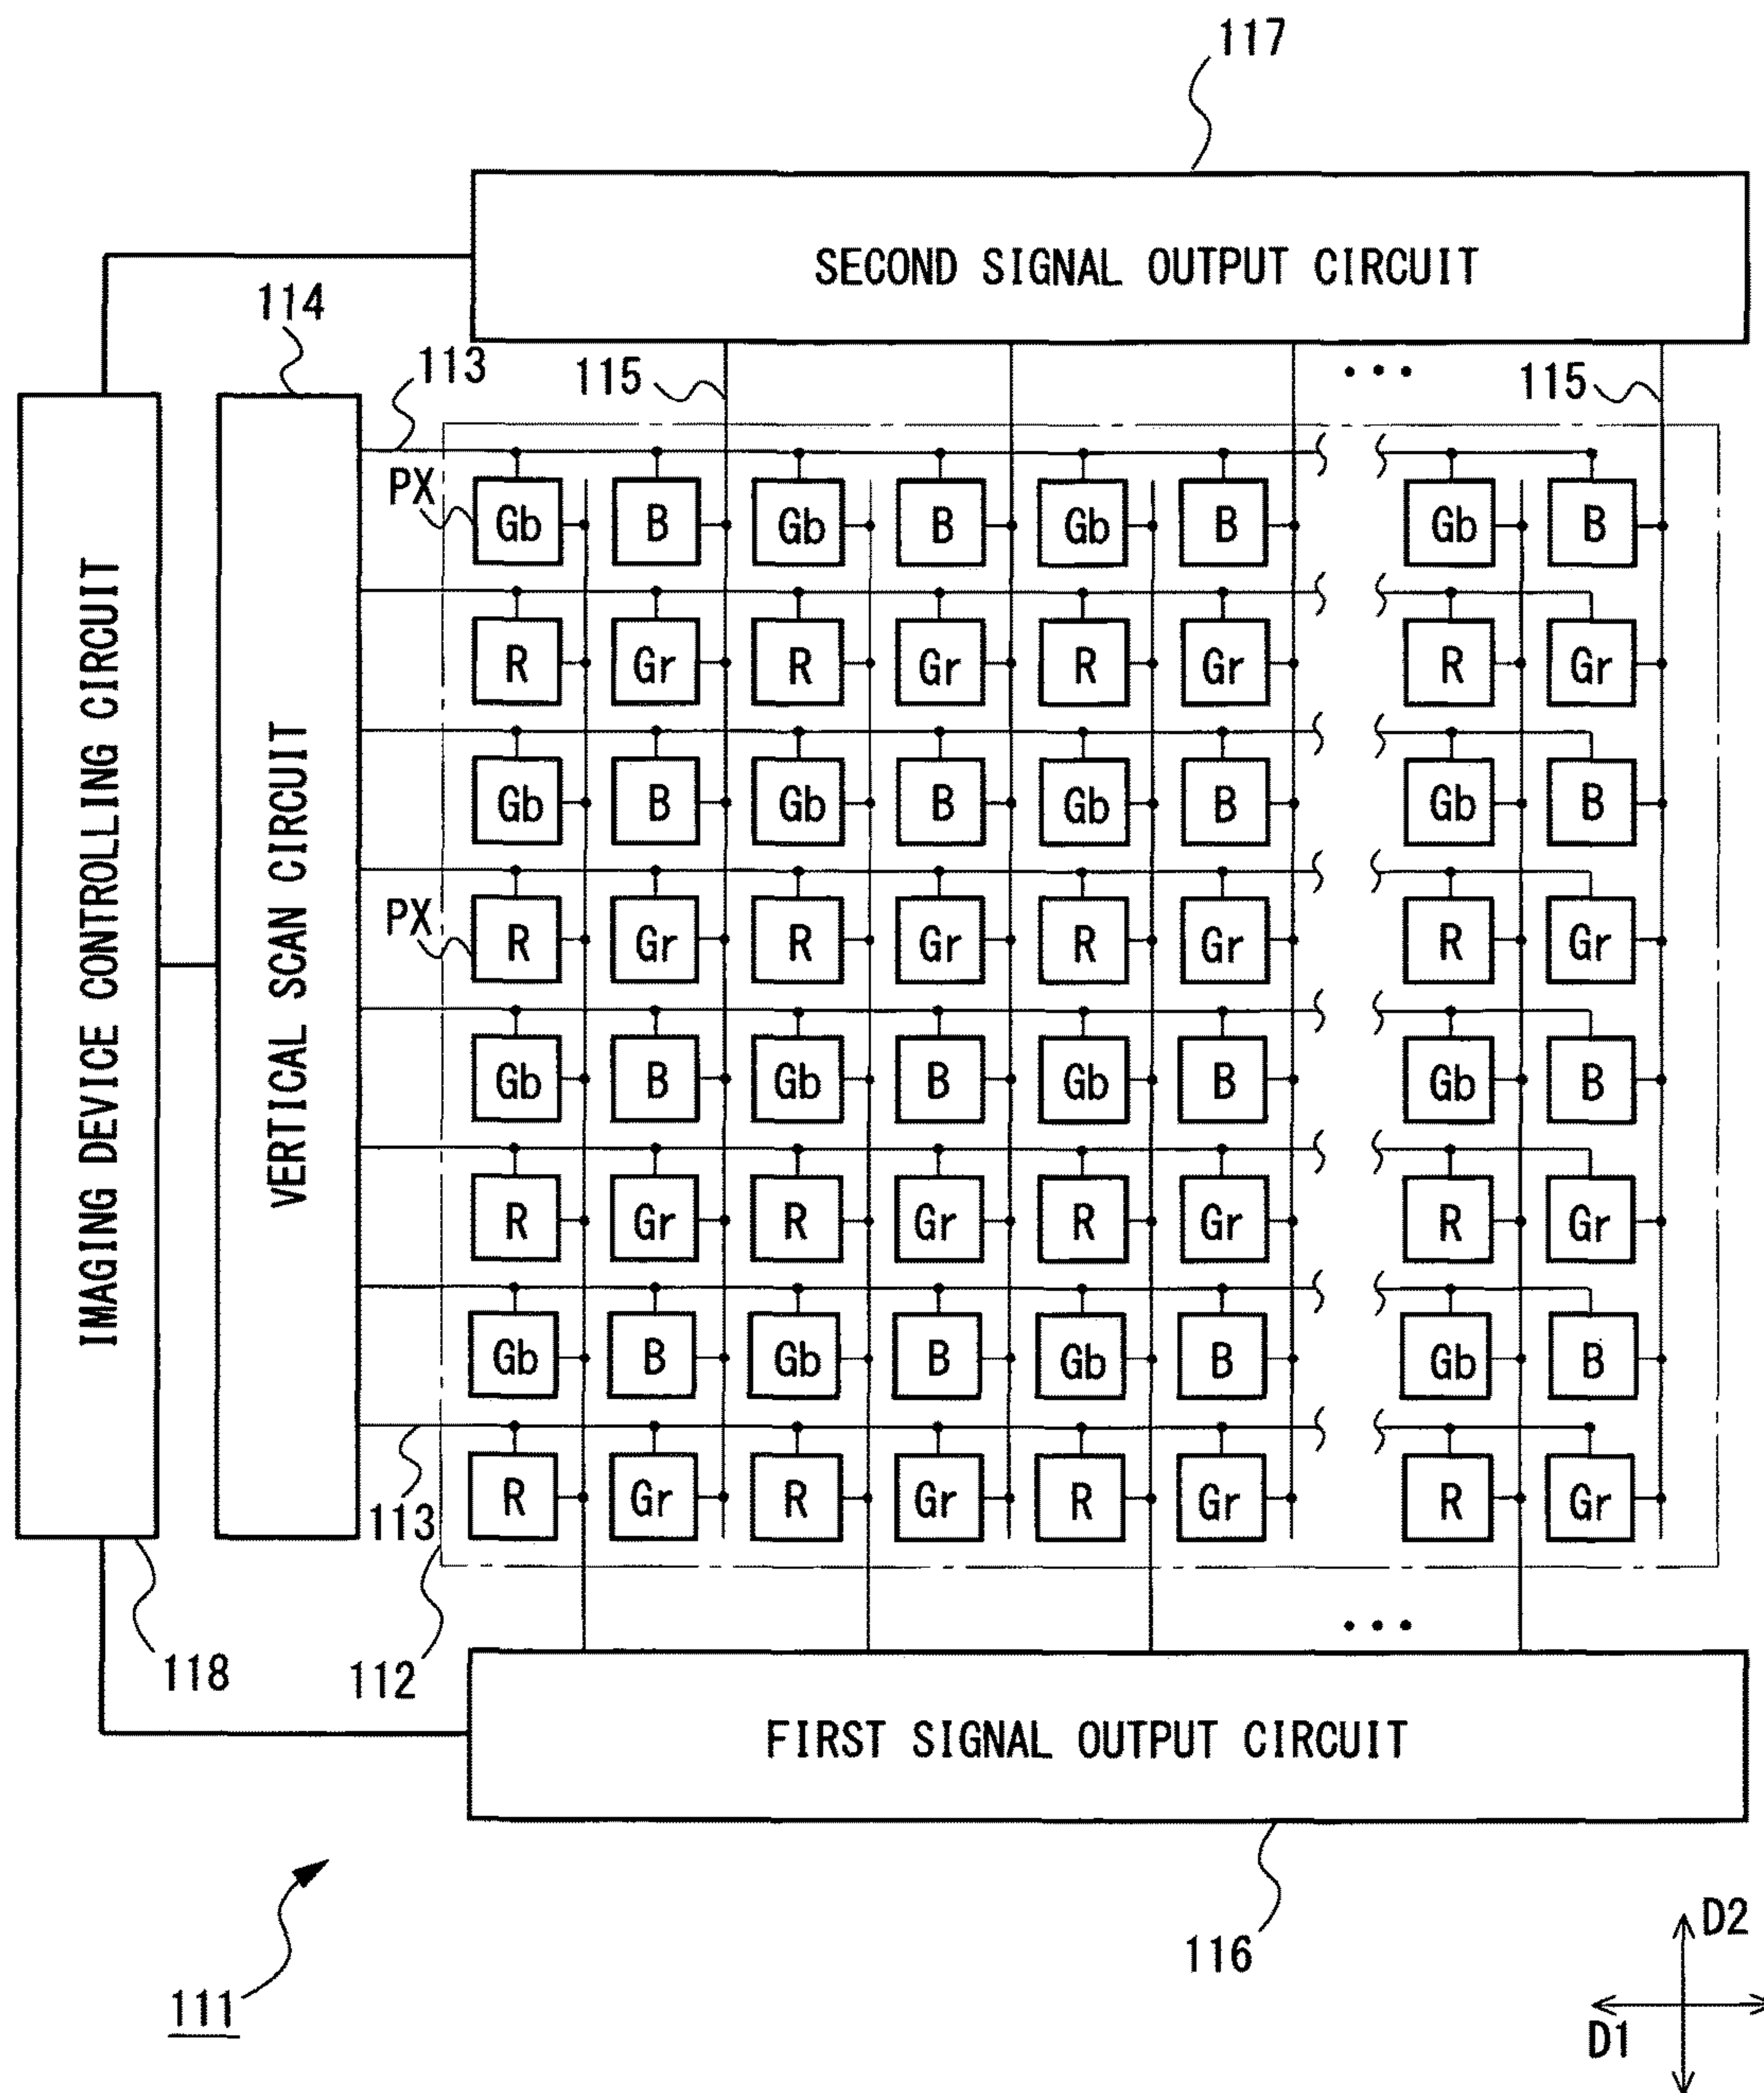 117
SECOND SIGNAL OUTPUT CIRCUIT
114
113
115
...
115
IMAGING DEVICE CONTROLLING CIRCUIT
VERTICAL SCAN CIRCUIT
PX
Gb B Gb B Gb B Gb B
R Gr R Gr R Gr R Gr
Gb B Gb B Gb B Gb B
PX
R Gr R Gr R Gr R Gr
Gb B Gb B Gb B Gb B
R Gr R Gr R Gr R Gr
Gb B Gb B Gb B Gb B
R Gr R Gr R Gr R Gr
113
118
112
...
FIRST SIGNAL OUTPUT CIRCUIT
116
111
D2
D1